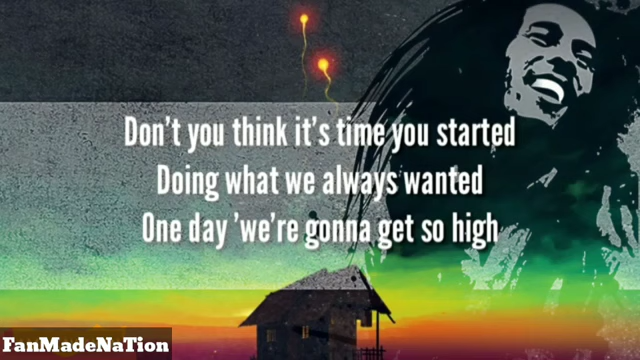 Don't you think it's time you started
Doing what we always wanted
One day 'we're gonna get so high
FanMadeNaTion